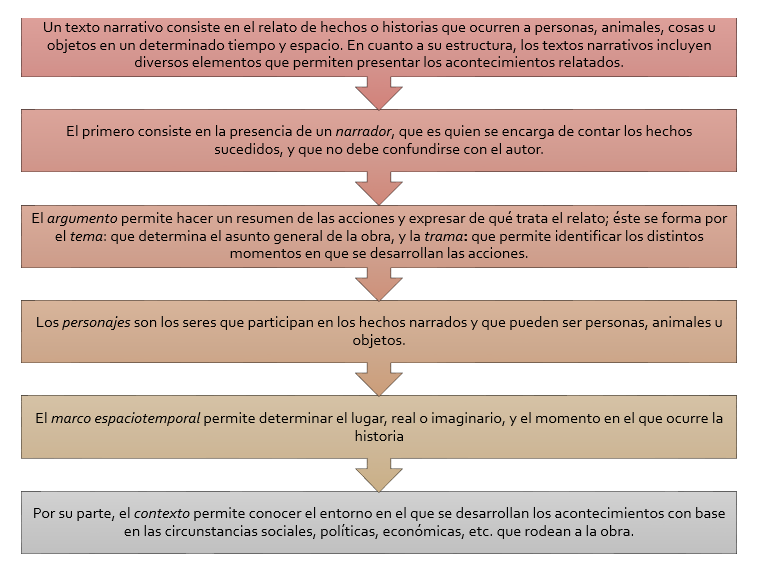 Un texto narrativo consiste en el relato de hechos o historias que ocurren a personas, animales, cosas u
objetos en un determinado tiempo y espacio. En cuanto a su estructura, los textos narrativos incluyen
diversos elementos que permiten presentar los acontecimientos relatados.
El primero consiste en la presencia de un narrador, que es quien se encarga de contar los hechos
sucedidos, y que no debe confundirse con el autor.
El argumento permite hacer un resumen de las acciones y expresar de qué trata el relato; éste se forma por
el tema: que determina el asunto general de la obra, y la trama: que permite identificar los distintos
momentos en que se desarrollan las acciones.
Los personajes son los seres que participan en los hechos narrados y que pueden ser personas, animales u
objetos.
El marco espaciotemporal permite determinar el lugar, real o imaginario, y el momento en el que ocurre la
historia
Por su parte, el contexto permite conocer el entorno en el que se desarrollan los acontecimientos con base
en las circunstancias sociales, políticas, económicas, etc. que rodean a la obra.